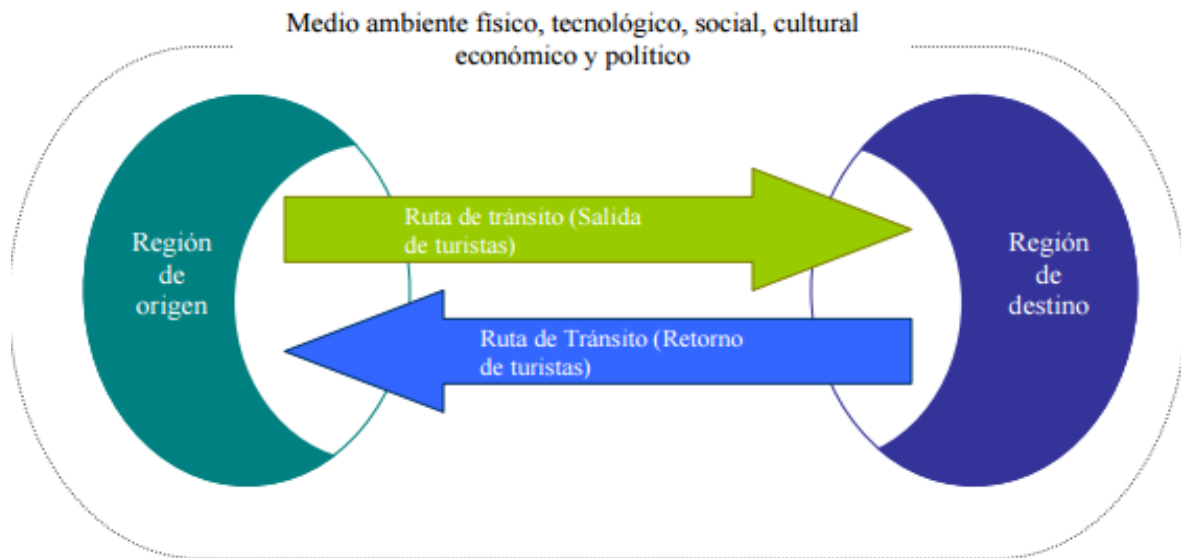 Medio ambiente físico, tecnológico, social, cultural
económico y político
Región
de
origen
Ruta de tránsito (Salida
de turistas)
Ruta de Tránsito (Retorno
de turistas)
Región
de
destino